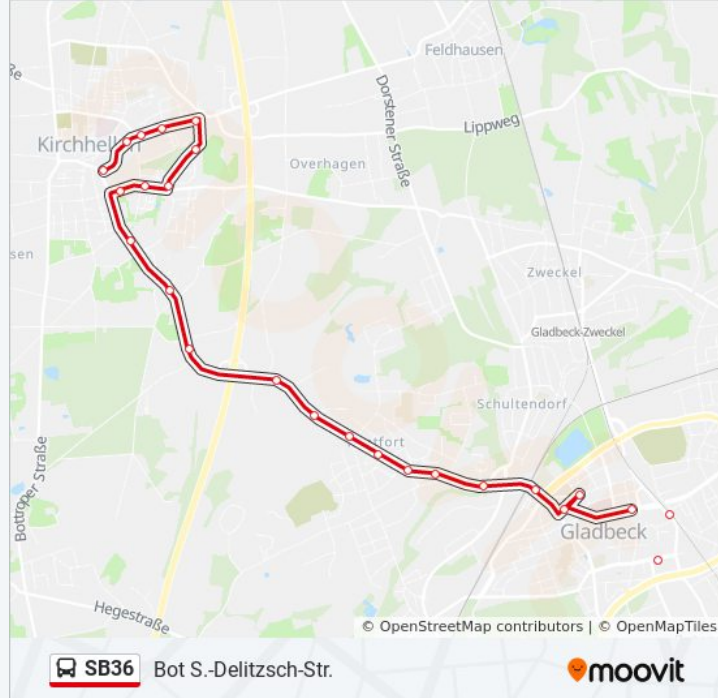 Feldhausen
Dorstener Straße
Lippweg
Kirchhellen
Overhagen
Zweckel
Gladbeck-Zweckel
Schultendorf
Bottroper Straße
Gladbeck
Hegestraße
© OpenStreetMap contributors | © OpenMapTiles
SB36 Bot S.-Delitzsch-Str.
moovit